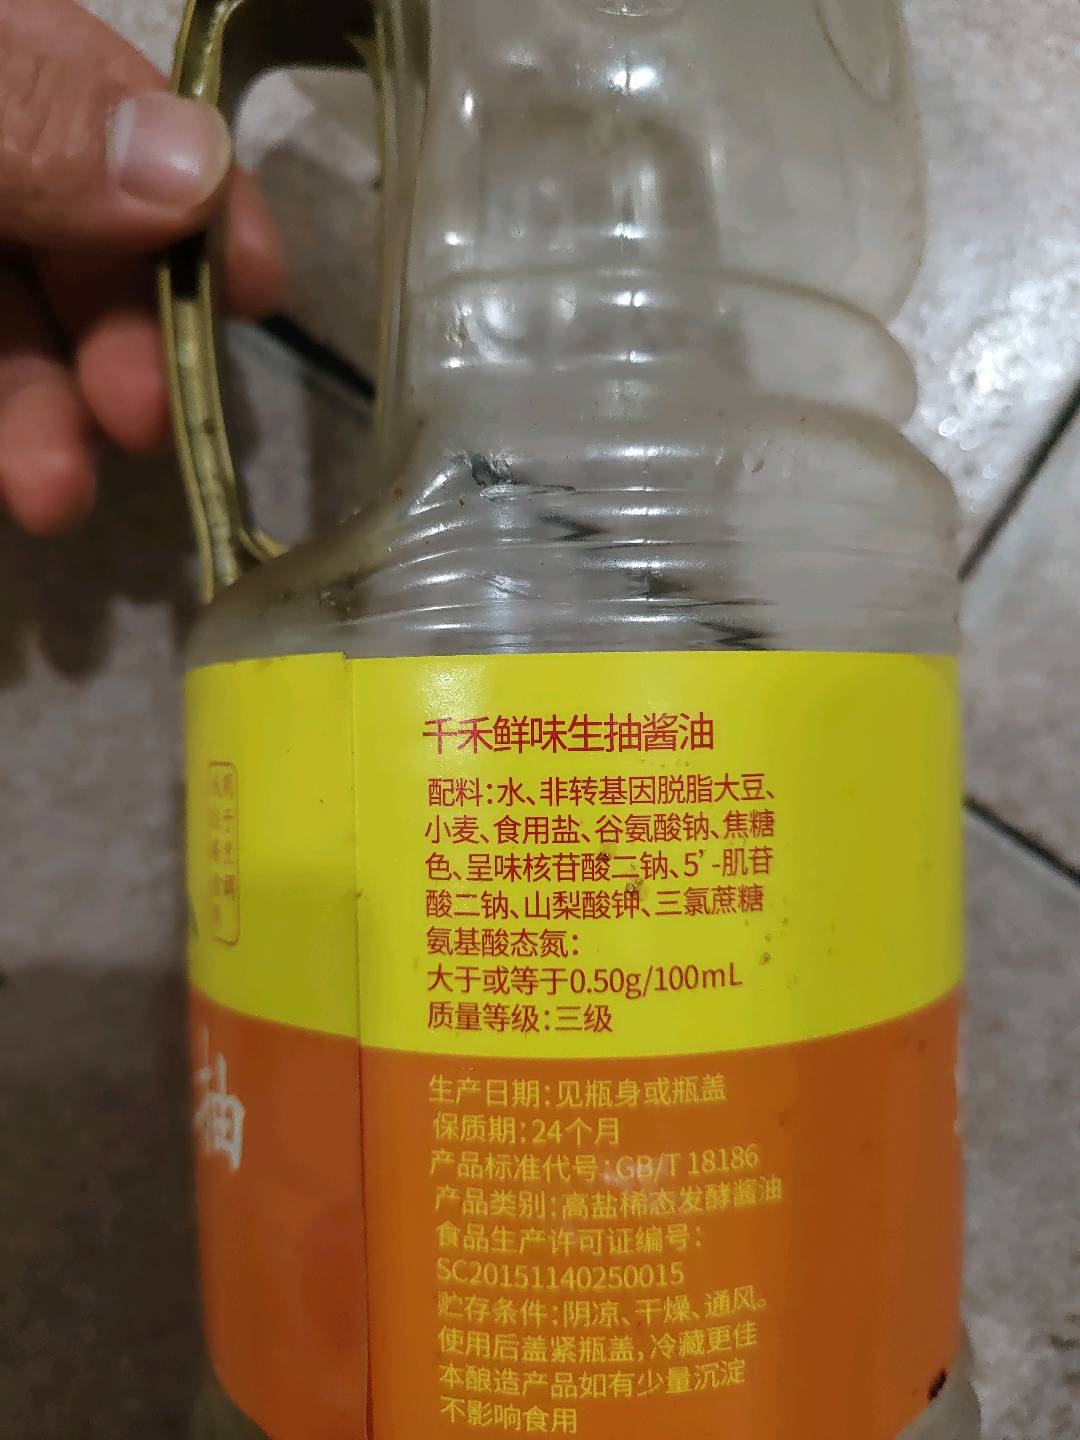 千禾鲜味生抽酱油
配料：水、非转基因脱脂大豆、
小麦、食用盐、谷氨酸钠、焦糖
色、呈味核苷酸二钠、5’-肌苷
酸二钠、山梨酸钾、三氯蔗糖
氨基酸态氮：
大于或等于0.50g/100mL
质量等级：三级
生产日期：见瓶身或瓶盖
保质期：24个月
产品标准代号：GB/T 18186
产品类别：高盐稀态发酵酱油
食品生产许可证编号：
SC20151140250015
贮存条件：阴凉、干燥、通风。
使用后盖紧瓶盖，冷藏更佳
本酿造产品如有少量沉淀
不影响食用
抽